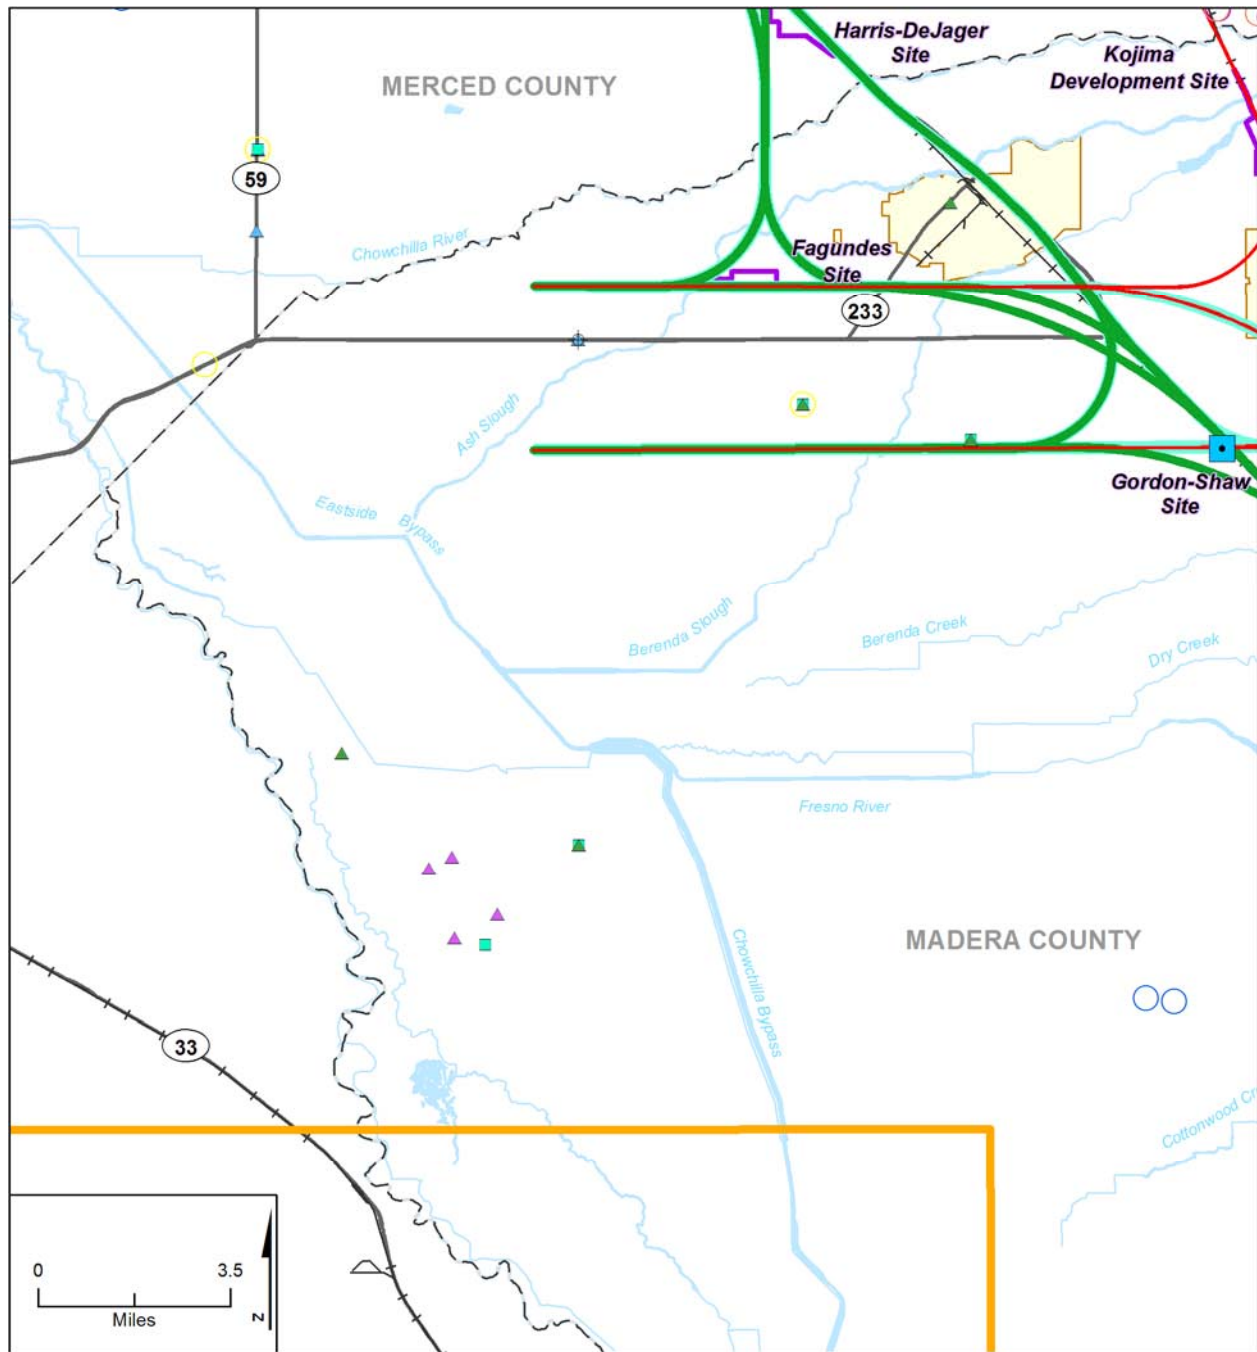 Harris-DeJager
Site
Kojima
Development Site
MERCED COUNTY
59
Chowchilla River
Fagundes
Site
233
Ash Slough
Gordon-Shaw
Site
Eastside Bypass
Berenda Slough
Berenda Creek
Dry Creek
Fresno River
MADERA COUNTY
Chowchilla Bypass
33
Cottonwood Cr
0 3.5
Miles
N